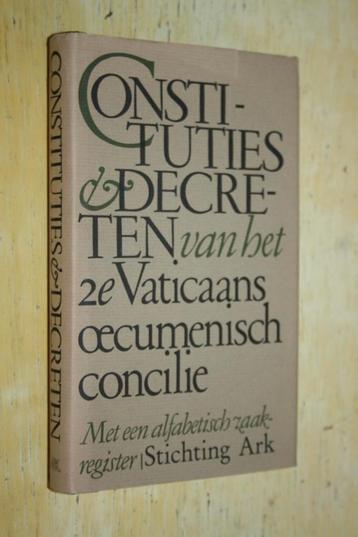 CONSTI-
TUTIES
& DECRE-
TEN van het
2e Vaticaans
œcumenisch
concilie
Met een alfabetisch zaak-
register | Stichting Ark
CONSTITUTIES & DECRETEN